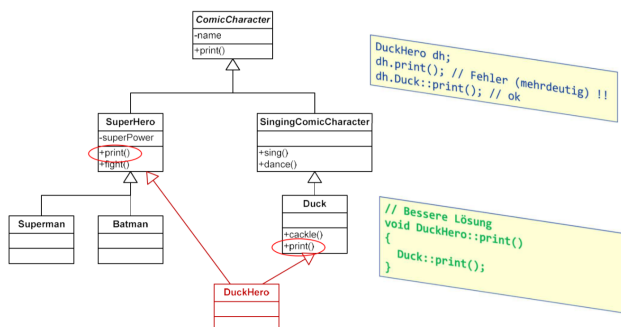 ComicCharacter
-name
+print()
SuperHero
-superPower
+print()
+fight()
SingingComicCharacter
+sing()
+dance()
Superman
Batman
Duck
+cackle()
+print()
DuckHero
DuckHero dh;
dh.print(); // Fehler (mehrdeutig) !!
dh.Duck::print(); // ok
// Bessere Lösung
void DuckHero::print()
{
Duck::print();
}